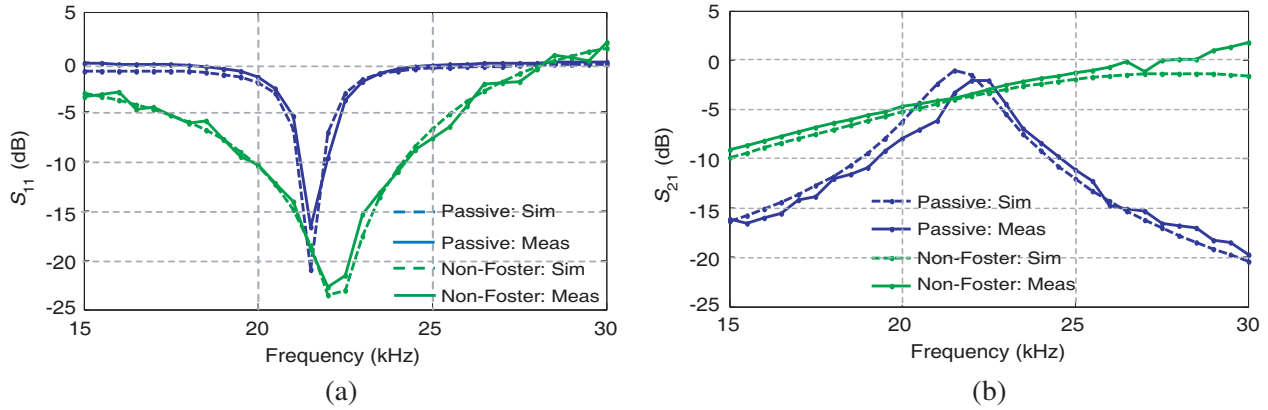 5
0
-5
-10
-15
-20
-25
15
20
25
30
S11 (dB)
Frequency (kHz)
Passive: Sim
Passive: Meas
Non-Foster: Sim
Non-Foster: Meas
(a)
5
0
-5
-10
-15
-20
-25
15
20
25
30
S21 (dB)
Frequency (kHz)
Passive: Sim
Passive: Meas
Non-Foster: Sim
Non-Foster: Meas
(b)